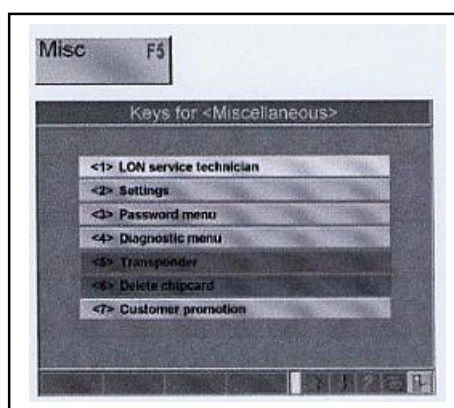 Misc F5
Keys for <Miscellaneous>
<1> LON service technician
<2> Settings
<3> Password menu
<4> Diagnostic menu
<5> Transponder
<6> Delete chipcard
<7> Customer promotion